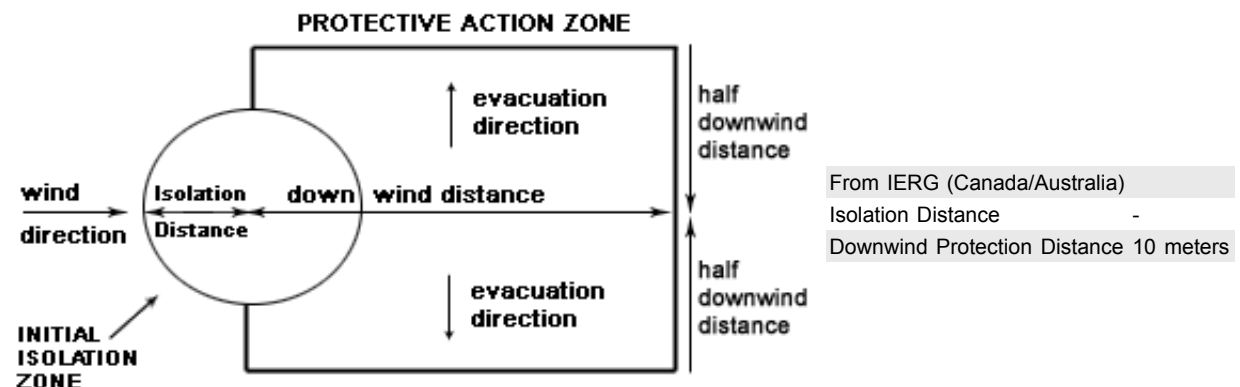 PROTECTIVE ACTION ZONE
evacuation
direction
half
downwind
distance
wind
direction
Isolation
Distance
down wind distance
evacuation
direction
half
downwind
distance
INITIAL
ISOLATION
ZONE
From IERG (Canada/Australia)
Isolation Distance -
Downwind Protection Distance 10 meters